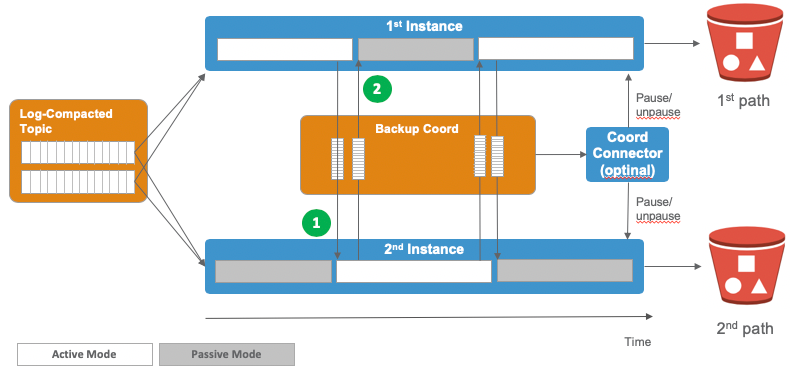 1st Instance
2
1st path
Log-Compacted
Topic
Backup Coord
Pause/
unpause
Coord
Connector
(optinal)
Pause/
unpause
1
2nd Instance
2nd path
Time
Active Mode
Passive Mode